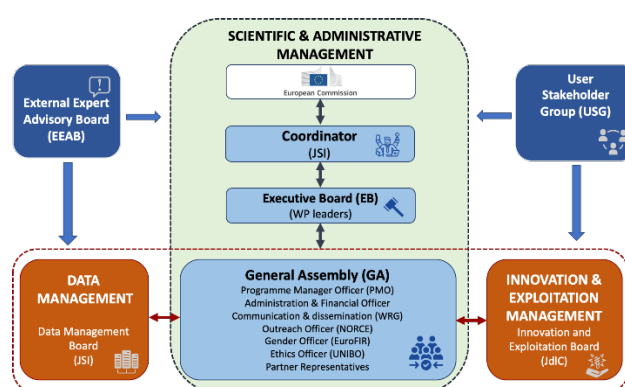 SCIENTIFIC & ADMINISTRATIVE
MANAGEMENT
European Commission
External Expert
Advisory Board
(EEAB)
User
Stakeholder
Group (USG)
Coordinator
(JSI)
Executive Board (EB)
(WP leaders)
DATA
MANAGEMENT
Data Management
Board
(JSI)
General Assembly (GA)
Programme Manager Officer (PMO)
Administration & Financial Officer
Communication & dissemination (WRG)
Outreach Officer (NORCE)
Gender Officer (EuroFIR)
Ethics Officer (UNIBO)
Partner Representatives
INNOVATION &
EXPLOITATION
MANAGEMENT
Innovation and
Exploitation Board
(JdIC)